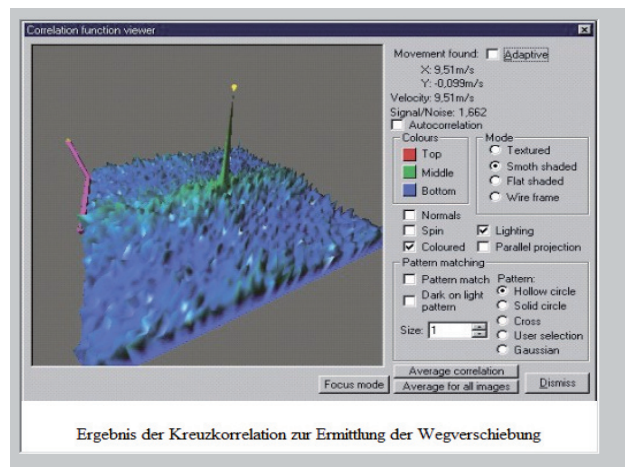 Correlation function viewer
Movement found: Adaptive
X: 9,51m/s
Y: -0,099m/s
Velocity: 9,51m/s
Signal/Noise: 1,662
Autocorrelation
Colours
Top
Middle
Bottom
Mode
Textured
Smoth shaded
Flat shaded
Wire frame
Normals
Spin
Coloured
Lighting
Parallel projection
Pattern matching
Pattern match
Dark on light
pattern
Size: 1
Pattern:
Hollow circle
Solid circle
Cross
User selection
Gaussian
Focus mode
Average correlation
Average for all images
Dismiss
Ergebnis der Kreuzkorrelation zur Ermittlung der Wegverschiebung